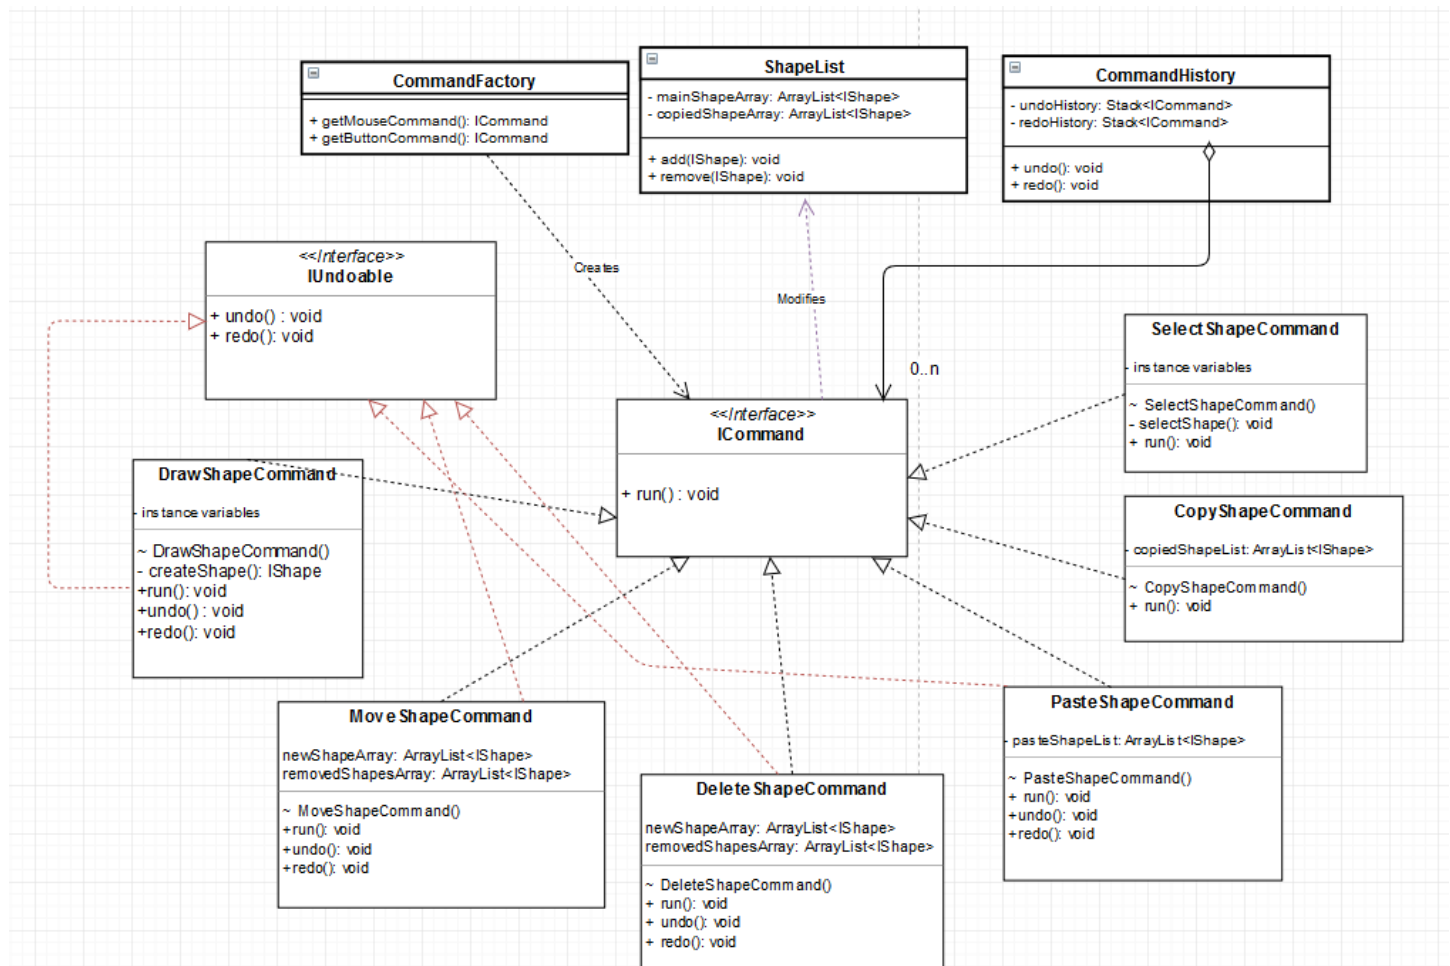 CommandFactory
+ getMouseCommand(): ICommand
+ getButtonCommand(): ICommand
ShapeList
- mainShapeArray: ArrayList<IShape>
- copiedShapeArray: ArrayList<IShape>
+ add(IShape): void
+ remove(IShape): void
CommandHistory
- undoHistory: Stack<ICommand>
- redoHistory: Stack<ICommand>
+ undo(): void
+ redo(): void
<<Interface>>
IUndoable
+ undo() : void
+ redo(): void
Creates
Modifies
0..n
<<Interface>>
ICommand
+ run() : void
SelectShapeCommand
- instance variables
~ SelectShapeCommand()
- selectShape(): void
+ run(): void
DrawShapeCommand
- instance variables
~ DrawShapeCommand()
- createShape(): IShape
+run(): void
+undo() : void
+redo(): void
CopyShapeCommand
- copiedShapeList: ArrayList<IShape>
~ CopyShapeCommand()
+ run(): void
MoveShapeCommand
newShapeArray: ArrayList<IShape>
removedShapesArray: ArrayList<IShape>
~ MoveShapeCommand()
+run(): void
+undo(): void
+redo(): void
DeleteShapeCommand
newShapeArray: ArrayList<IShape>
removedShapesArray: ArrayList<IShape>
~ DeleteShapeCommand()
+ run(): void
+ undo(): void
+ redo(): void
PasteShapeCommand
- pasteShapeList: ArrayList<IShape>
~ PasteShapeCommand()
+ run(): void
+undo(): void
+redo(): void